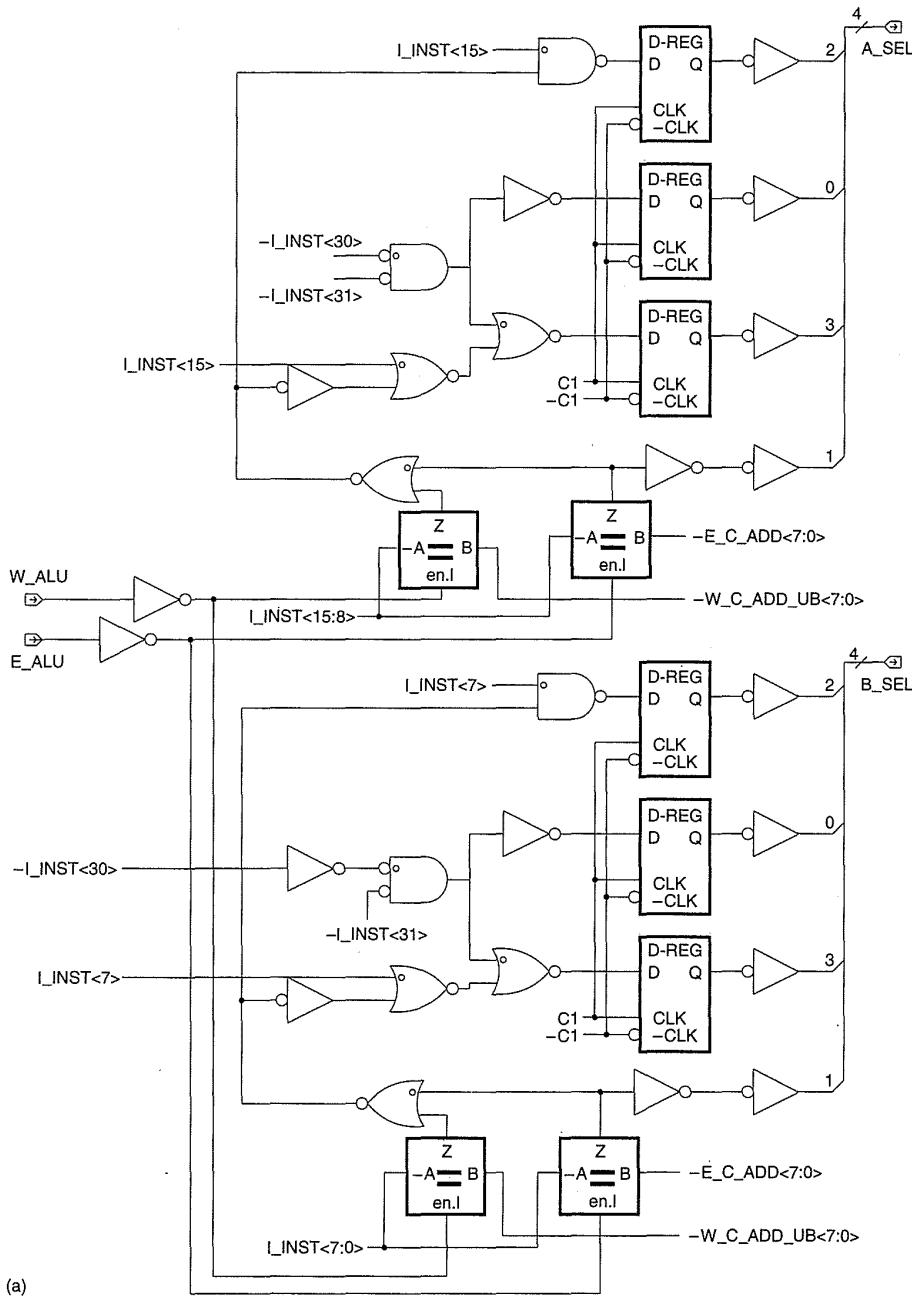 4
A_SEL
I_INST<15>
D-REG
D Q
CLK
-CLK
2
D-REG
D Q
CLK
-CLK
0
-I_INST<30>
-I_INST<31>
D-REG
D Q
CLK
-CLK
3
I_INST<15>
C1
-C1
1
Z
-A B
en.l
Z
-A B
en.l
-E_C_ADD<7:0>
W_ALU
-W_C_ADD_UB<7:0>
I_INST<15:8>
E_ALU
4
B_SEL
I_INST<7>
D-REG
D Q
CLK
-CLK
2
D-REG
D Q
CLK
-CLK
0
-I_INST<30>
-I_INST<31>
D-REG
D Q
CLK
-CLK
3
I_INST<7>
C1
-C1
1
Z
-A B
en.l
Z
-A B
en.l
-E_C_ADD<7:0>
-W_C_ADD_UB<7:0>
I_INST<7:0>
(a)